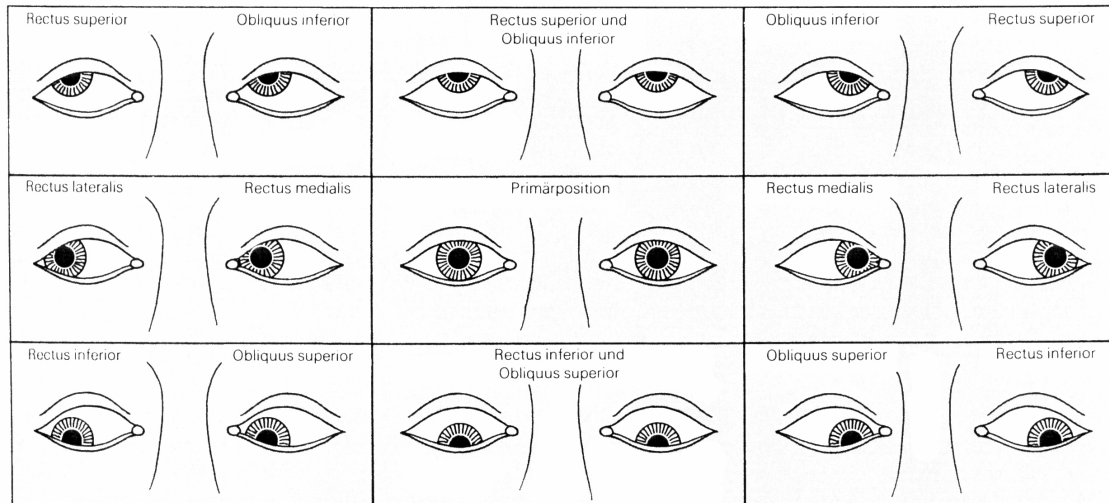 Rectus superior
Obliquus inferior
Rectus superior und
Obliquus inferior
Obliquus inferior
Rectus superior
Rectus lateralis
Rectus medialis
Primärposition
Rectus medialis
Rectus lateralis
Rectus inferior
Obliquus superior
Rectus inferior und
Obliquus superior
Obliquus superior
Rectus inferior